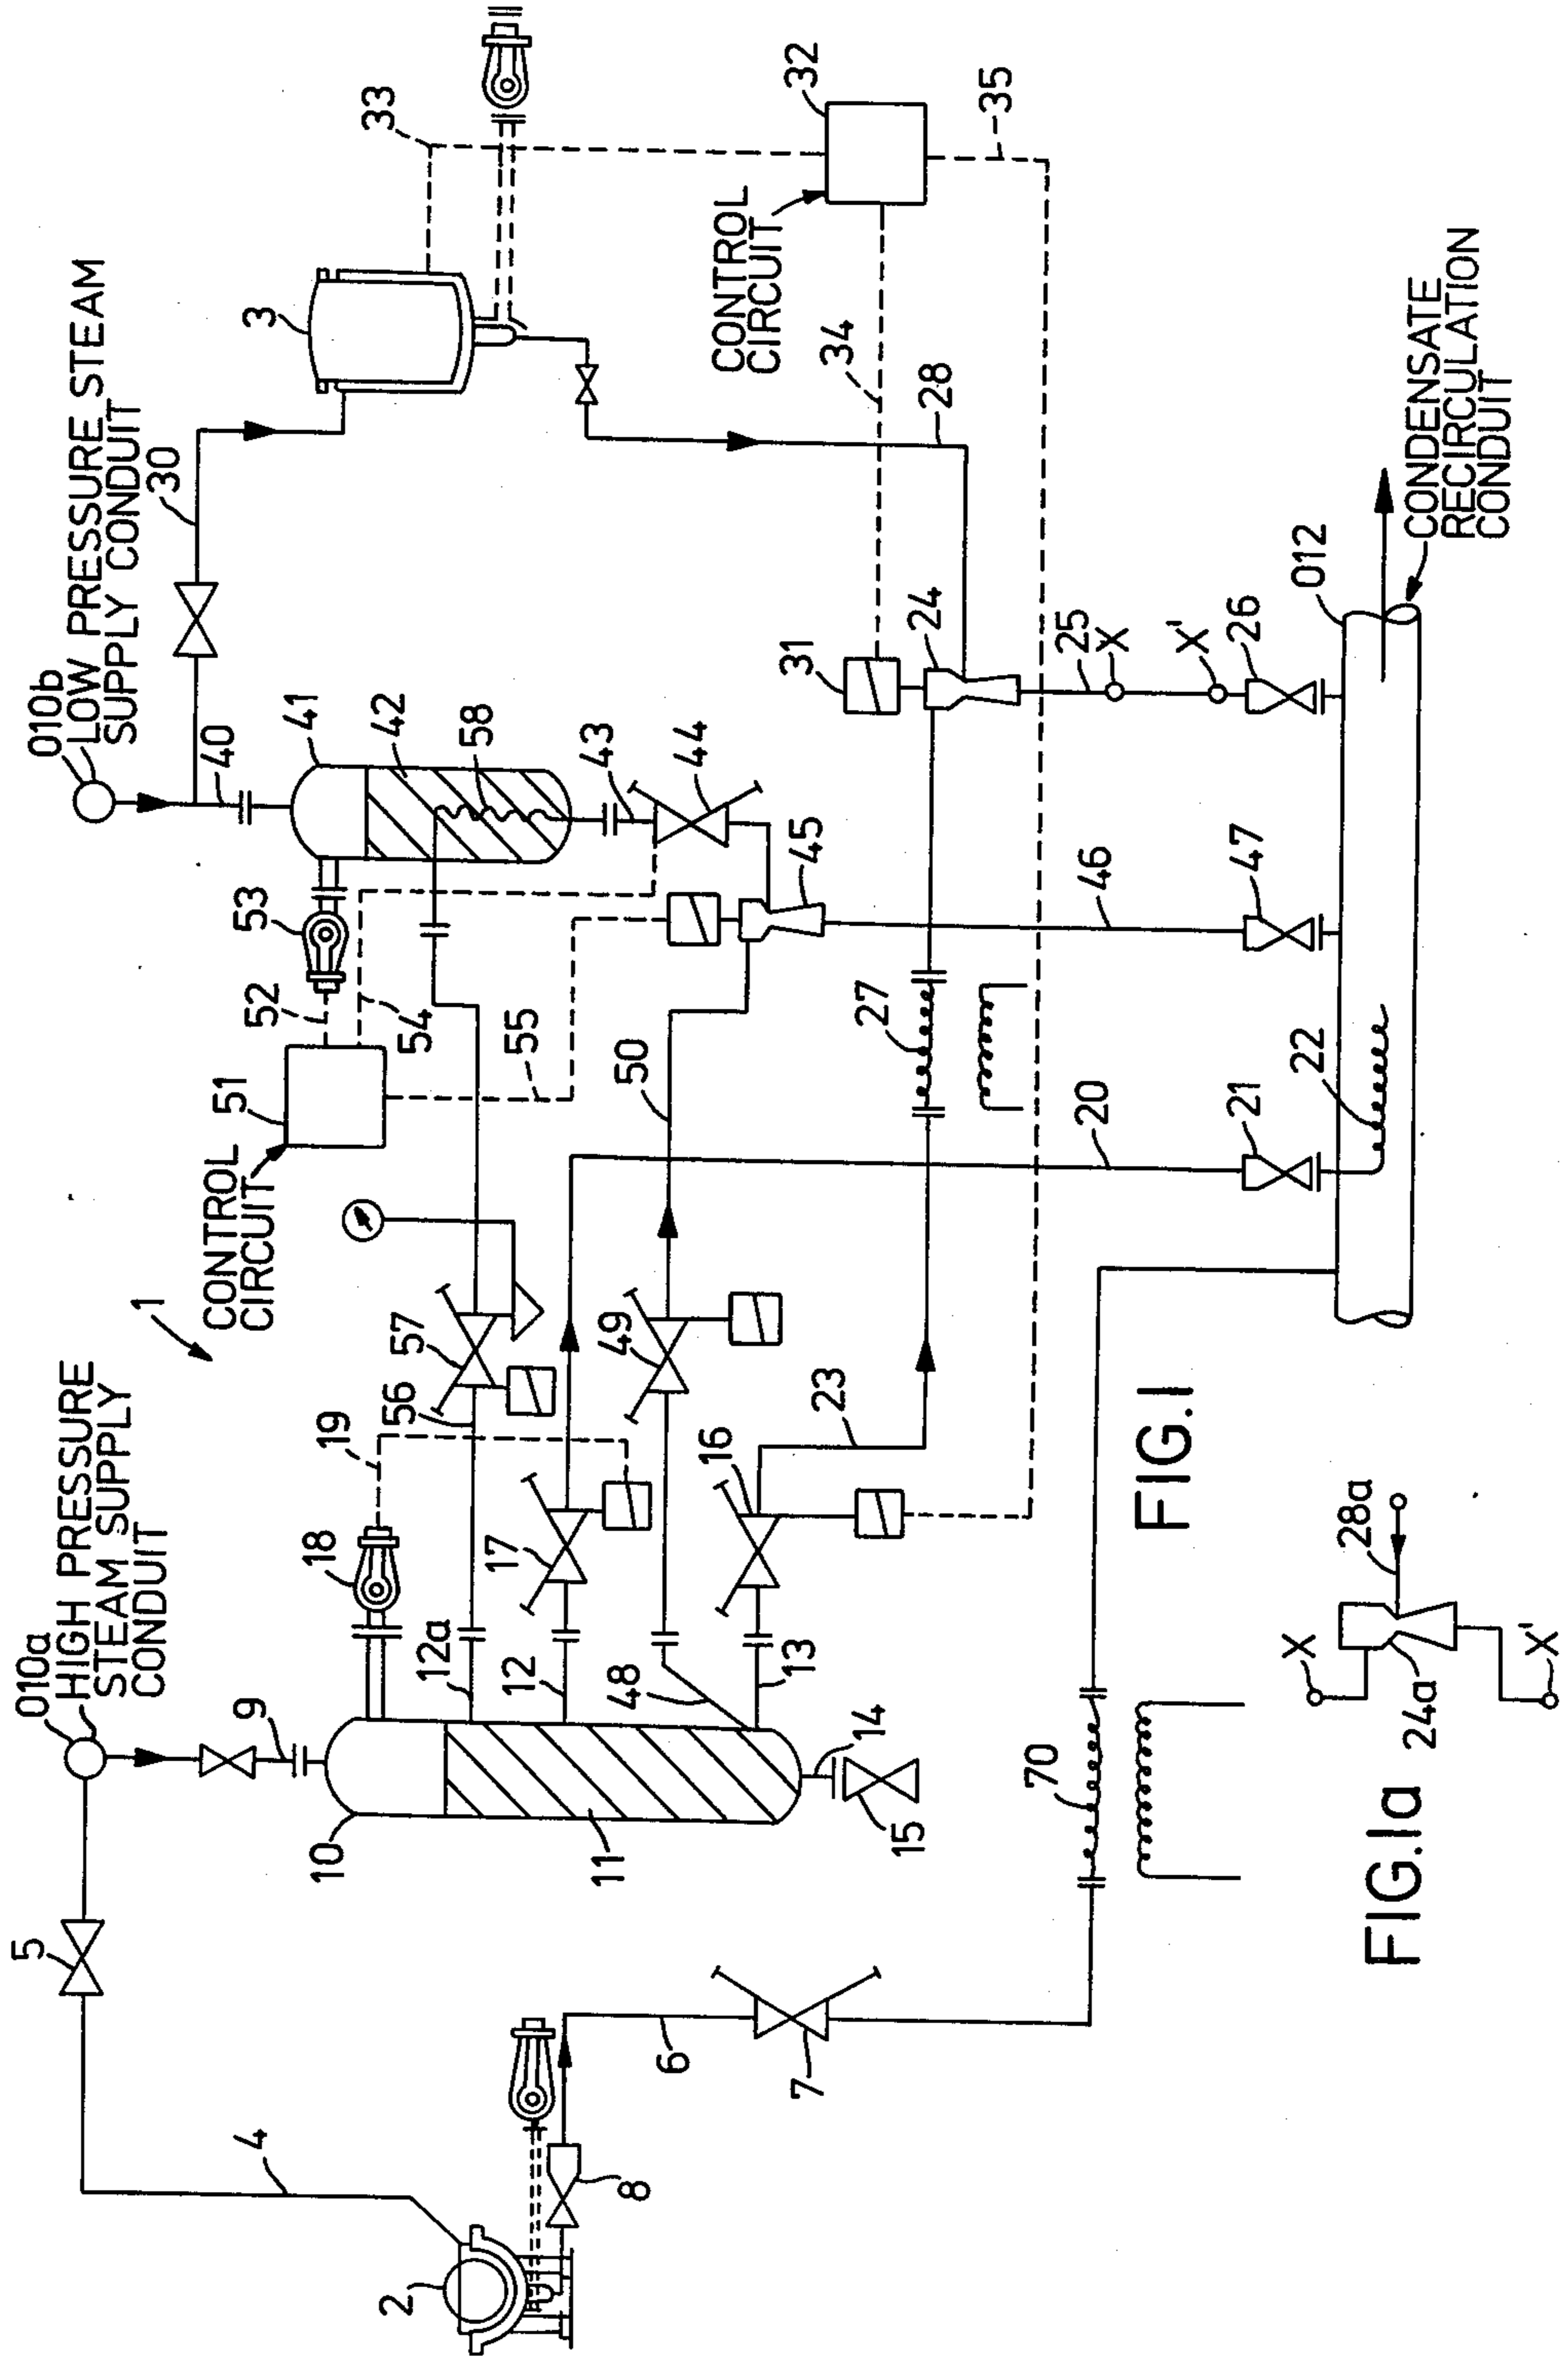 010a
HIGH PRESSURE
STEAM SUPPLY
CONDUIT
1
010b
LOW PRESSURE STEAM
SUPPLY CONDUIT
5
4
9
10
11
18
19
12a
12
48
13
14
15
56
57
17
49
16
23
CONTROL
CIRCUIT
51
52
53
54
55
50
40
41
42
58
43
44
45
30
3
33
2
8
6
7
70
20
21
22
27
46
47
31
24
25
X
X'
26
28
34
CONTROL
CIRCUIT
32
35
012
CONDENSATE
RECIRCULATION
CONDUIT
FIG.1
X
28a
24a
X'
FIG.1a